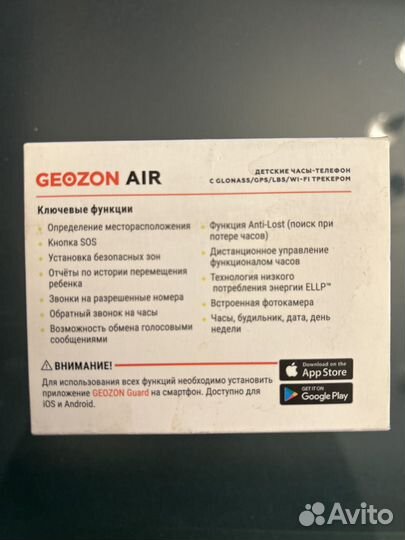 GEOZON AIR
ДЕТСКИЕ ЧАСЫ-ТЕЛЕФОН
С GLONASS/GPS/LBS/WI-FI ТРЕКЕРОМ
Ключевые функции
Определение месторасположения
Кнопка SOS
Установка безопасных зон
Отчёты по истории перемещения
ребенка
Звонки на разрешенные номера
Обратный звонок на часы
Возможность обмена голосовыми
сообщениями
Функция Anti-Lost (поиск при
потере часов)
Дистанционное управление
функционалом часов
Технология низкого
потребления энергии ELLP™
Встроенная фотокамера
Часы, будильник, дата, день
недели
ВНИМАНИЕ!
Для использования всех функций необходимо установить
приложение GEOZON Guard на смартфон. Доступно для
iOS и Android.
Download on the
App Store
GET IT ON
Google Play
Avito